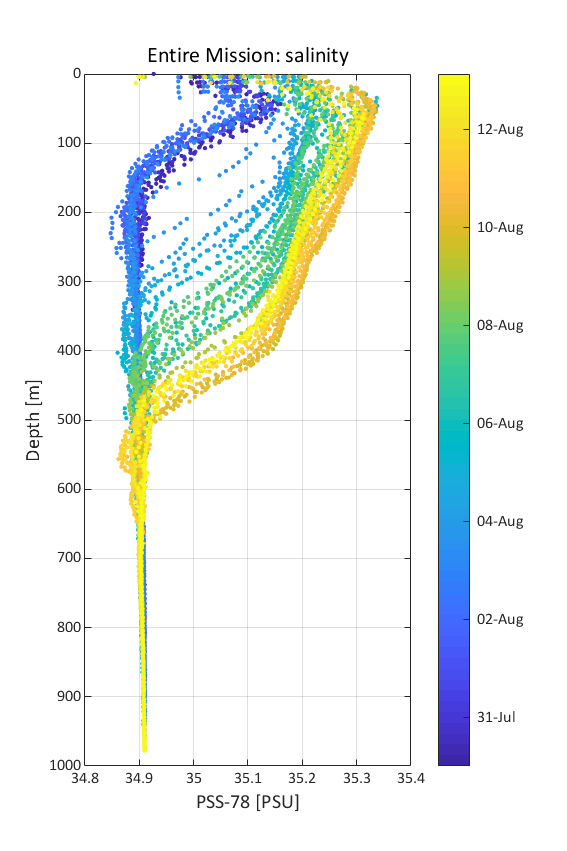 Entire Mission: salinity
0
100
200
300
400
500
600
700
800
900
1000
Depth [m]
34.8
34.9
35
35.1
35.2
35.3
35.4
PSS-78 [PSU]
12-Aug
10-Aug
08-Aug
06-Aug
04-Aug
02-Aug
31-Jul